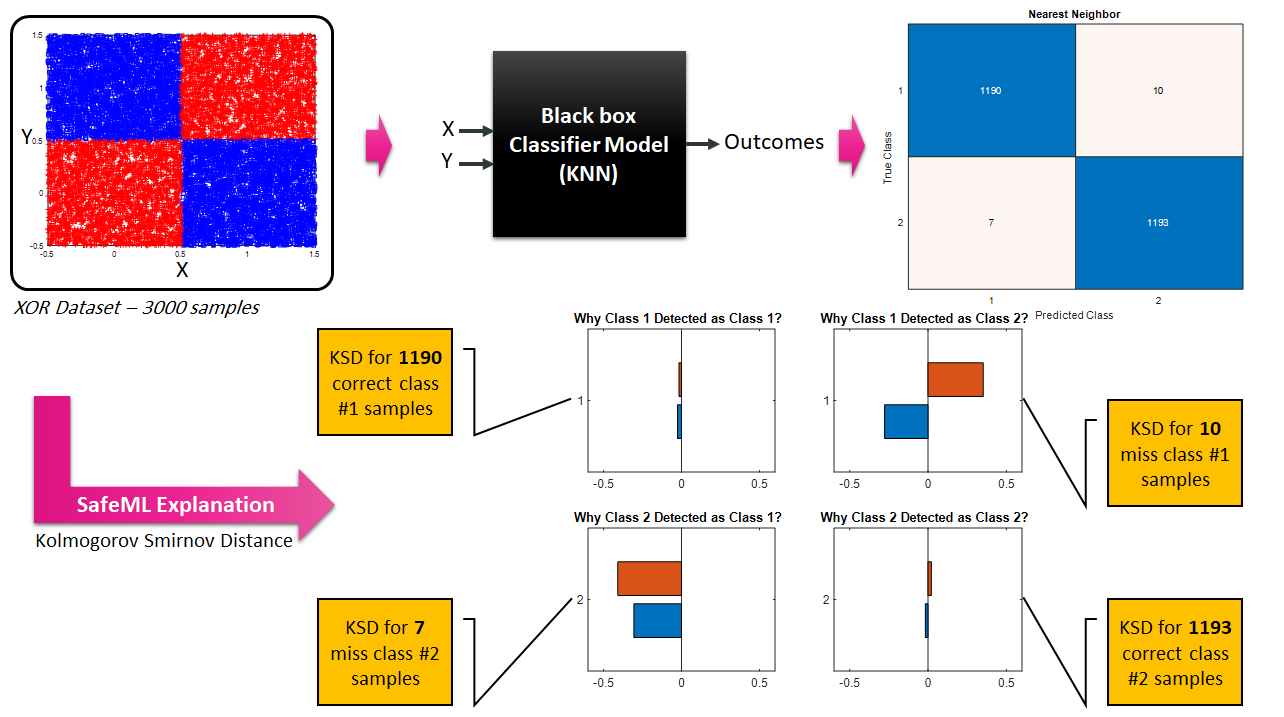 1.5
1
Y
0.5
0
-0.5
-0.5
0
0.5
1
1.5
X
XOR Dataset – 3000 samples
X
Y
Black box
Classifier Model
(KNN)
Outcomes
Nearest Neighbor
True Class
1
1190
10
2
7
1193
1
2
Predicted Class
SafeML Explanation
Kolmogorov Smirnov Distance
KSD for 1190
correct class
#1 samples
Why Class 1 Detected as Class 1?
1
-0.5
0
0.5
Why Class 1 Detected as Class 2?
1
-0.5
0
0.5
KSD for 10
miss class #1
samples
KSD for 7
miss class #2
samples
Why Class 2 Detected as Class 1?
2
-0.5
0
0.5
Why Class 2 Detected as Class 2?
2
-0.5
0
0.5
KSD for 1193
correct class
#2 samples